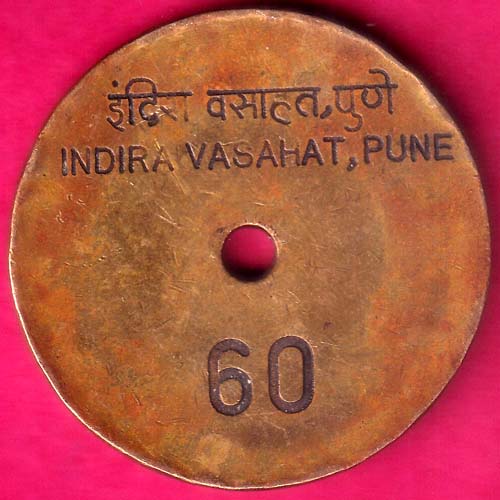 इंदिरा वसाहत, पुणे
INDIRA VASAHAT, PUNE
60